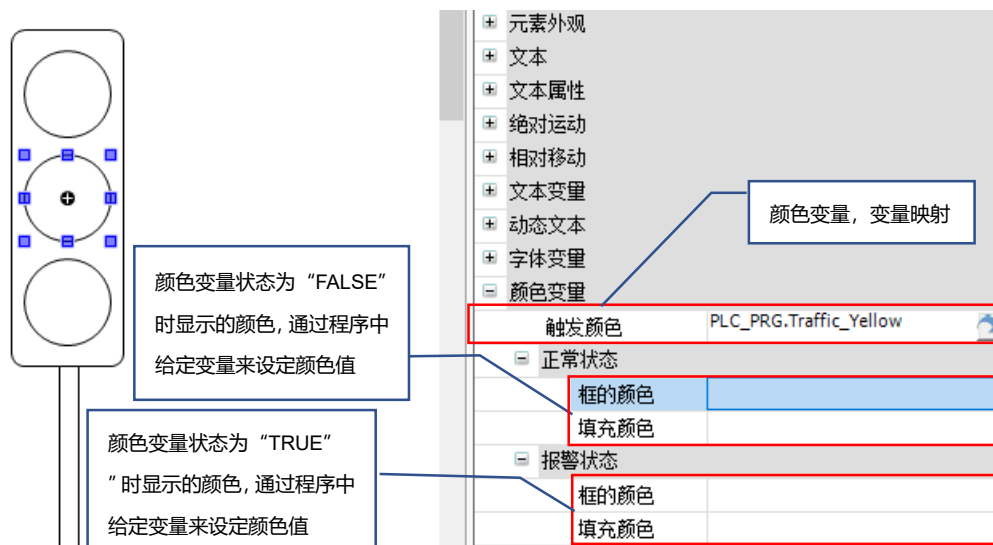 元素外观
文本
文本属性
绝对运动
相对移动
文本变量
动态文本
字体变量
颜色变量
触发颜色 PLC_PRG.Traffic_Yellow
正常状态
框的颜色
填充颜色
报警状态
框的颜色
填充颜色
颜色变量，变量映射
颜色变量状态为“FALSE”
时显示的颜色，通过程序中
给定变量来设定颜色值
颜色变量状态为“TRUE”
”时显示的颜色，通过程序中
给定变量来设定颜色值